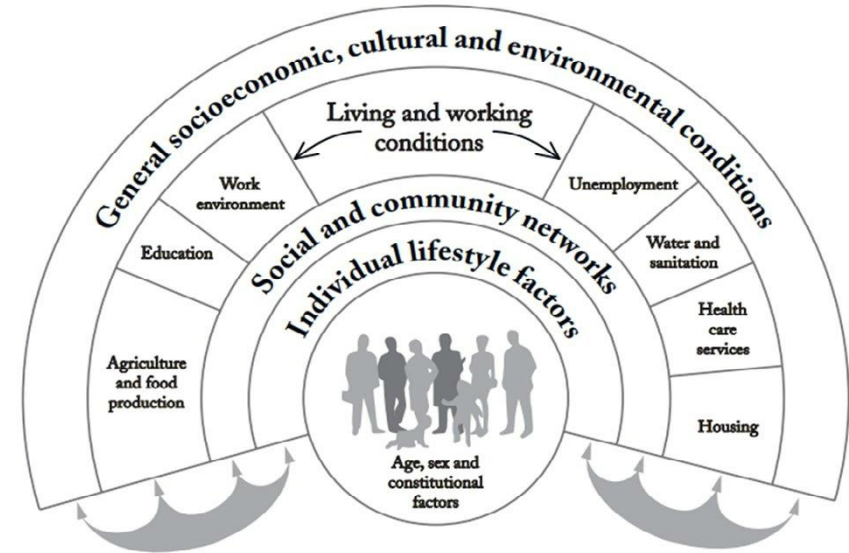 General socioeconomic, cultural and environmental conditions
Living and working
conditions
Work
environment
Unemployment
Education
Water and
sanitation
Agriculture
and food
production
Health
care
services
Housing
Social and community networks
Individual lifestyle factors
Age, sex and
constitutional
factors